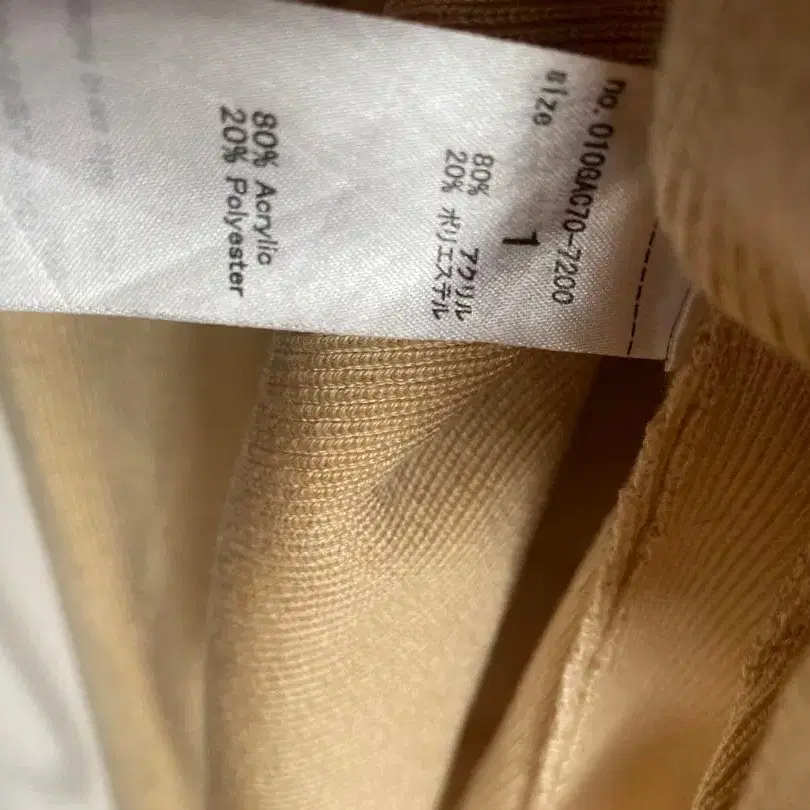 no. 010GAC70-7200
size 1
80% アクリル
20% ポリエステル
80% Acrylic
20% Polyester